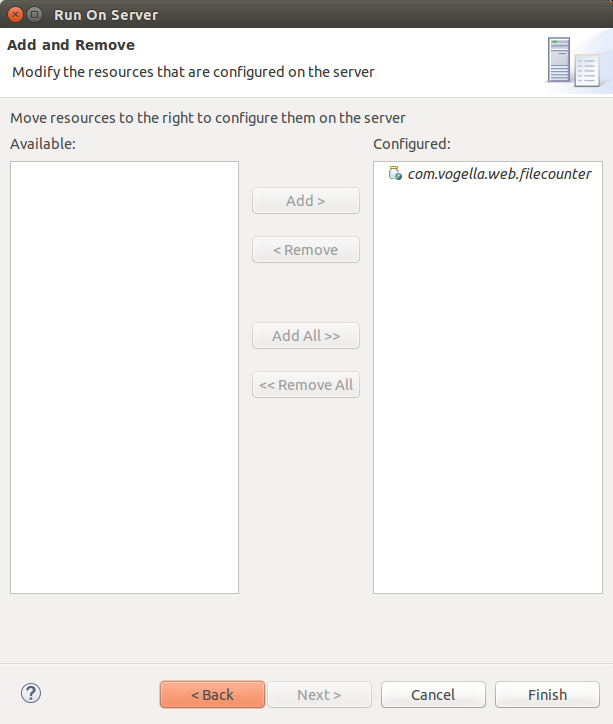 Run On Server
Add and Remove
Modify the resources that are configured on the server
Move resources to the right to configure them on the server
Available:
Configured:
com.vogella.web.filecounter
Add >
< Remove
Add All >>
<< Remove All
?
< Back
Next >
Cancel
Finish